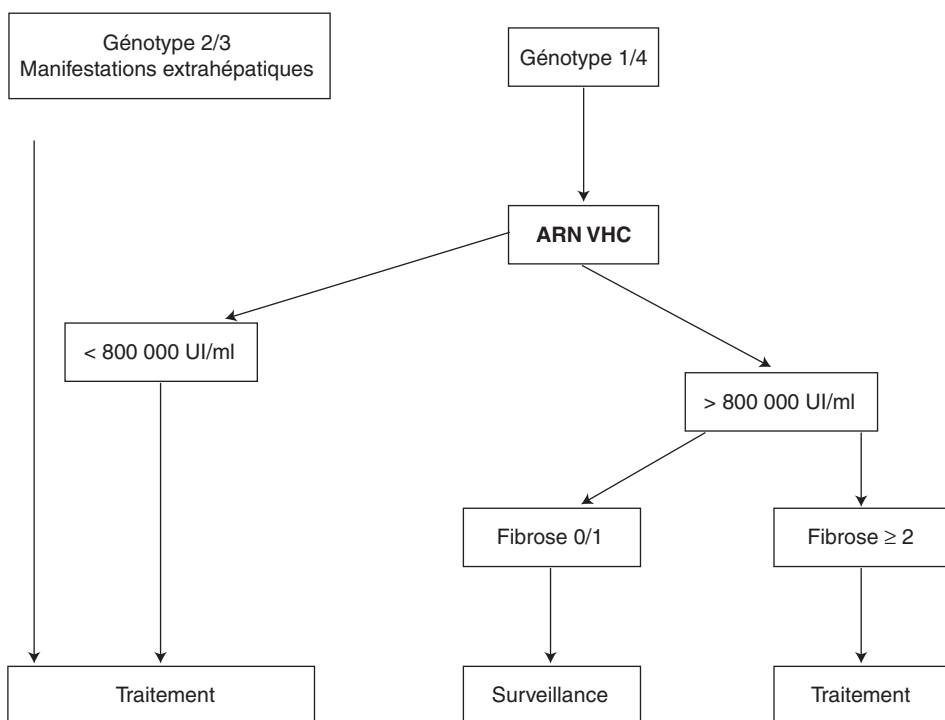 Génotype 2/3
Manifestations extrahépatiques
Génotype 1/4
ARN VHC
< 800 000 UI/ml
> 800 000 UI/ml
Fibrose 0/1
Fibrose ≥ 2
Traitement
Surveillance
Traitement